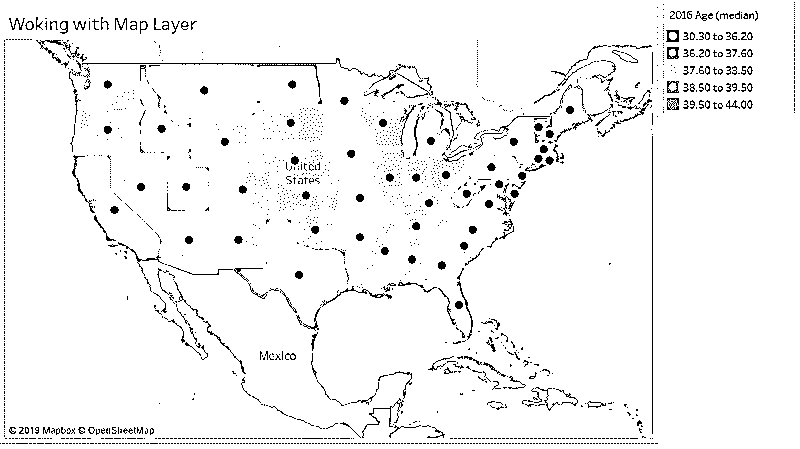 Woking with Map Layer
2016 Age (median)
30.30 to 36.20
36.20 to 37.60
37.60 to 38.50
38.50 to 39.50
39.50 to 44.00
United
States
Mexico
© 2019 Mapbox © OpenStreetMap